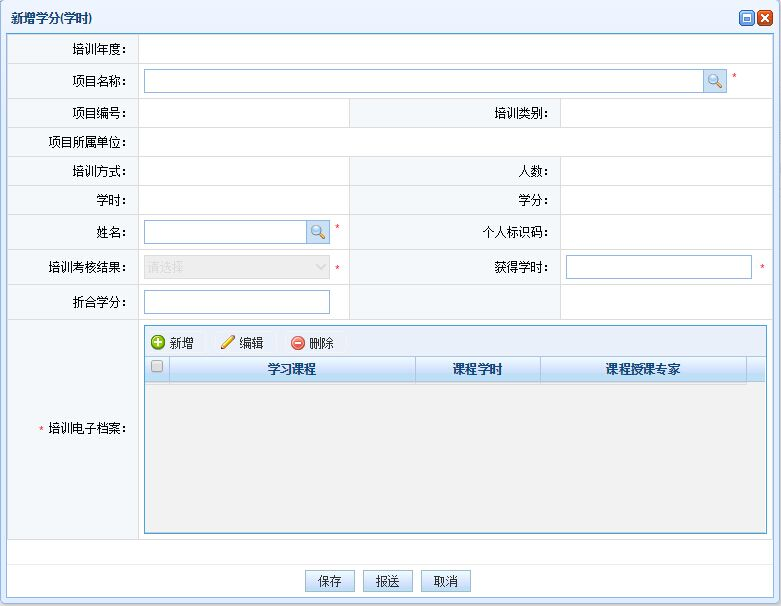 新增学分(学时)
培训年度:
项目名称: *
项目编号: 培训类别:
项目所属单位:
培训方式: 人数:
学时: 学分:
姓名: * 个人标识码:
培训考核结果: 请选择 * 获得学时: *
折合学分:
新增 编辑 删除
学习课程 课程学时 课程授课专家
* 培训电子档案:
保存 报送 取消